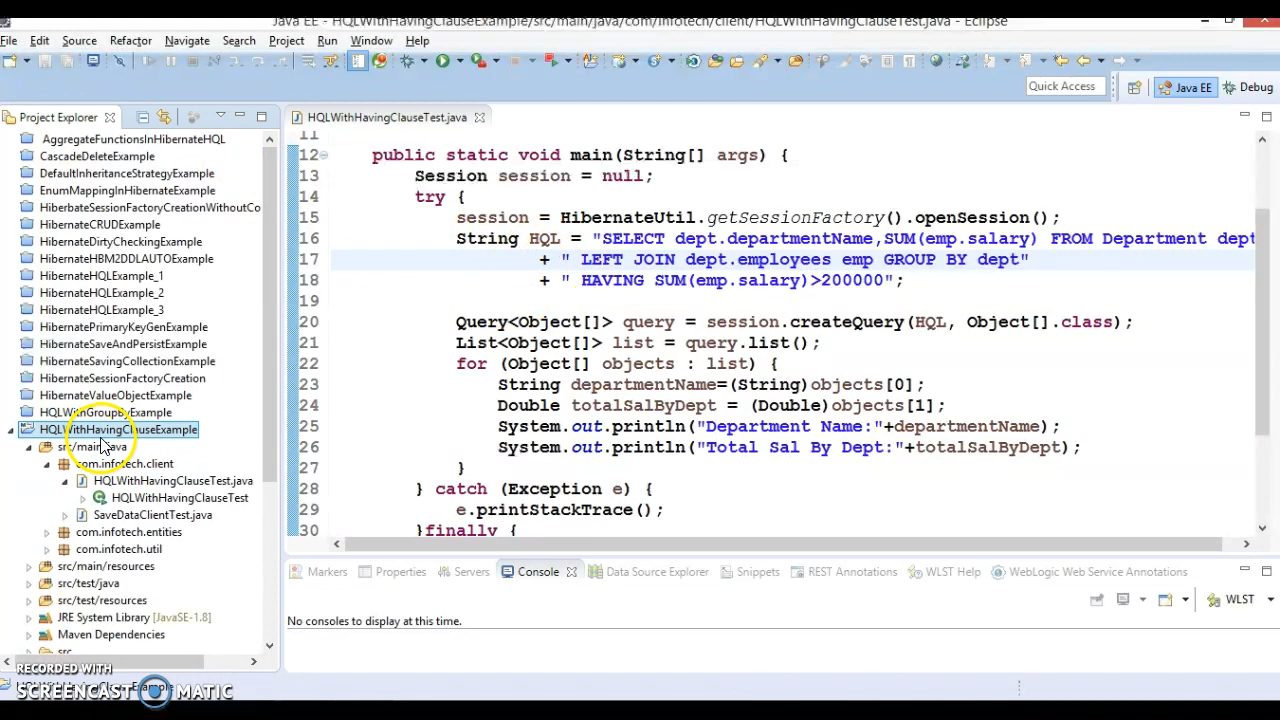 Java EE - HQLWithHavingClauseExample/src/main/java/com/infotech/client/HQLWithHavingClauseTest.java - Eclipse
File Edit Source Refactor Navigate Search Project Run Window Help
Quick Access Java EE Debug
Project Explorer
AggregateFunctionsInHibernateHQL
CascadeDeleteExample
DefaultInheritanceStrategyExample
EnumMappingInHibernateExample
HiberbateSessionFactoryCreationWithoutCo
HibernateCRUDExample
HibernateDirtyCheckingExample
HibernateHBM2DDLAUTOExample
HibernateHQLExample_1
HibernateHQLExample_2
HibernateHQLExample_3
HibernatePrimaryKeyGenExample
HibernateSaveAndPersistExample
HibernateSavingCollectionExample
HibernateSessionFactoryCreation
HibernateValueObjectExample
HQLWithGroupByExample
HQLWithHavingClauseExample
src/main/java
com.infotech.client
HQLWithHavingClauseTest.java
HQLWithHavingClauseTest
SaveDataClientTest.java
com.infotech.entities
com.infotech.util
src/main/resources
src/test/java
src/test/resources
JRE System Library [JavaSE-1.8]
Maven Dependencies
src
HQLWithHavingClauseTest.java
11
12 public static void main(String[] args) {
13 Session session = null;
14 try {
15 session = HibernateUtil.getSessionFactory().openSession();
16 String HQL = "SELECT dept.departmentName,SUM(emp.salary) FROM Department dept
17 + " LEFT JOIN dept.employees emp GROUP BY dept"
18 + " HAVING SUM(emp.salary)>200000";
19
20 Query<Object[]> query = session.createQuery(HQL, Object[].class);
21 List<Object[]> list = query.list();
22 for (Object[] objects : list) {
23 String departmentName=(String)objects[0];
24 Double totalSalByDept = (Double)objects[1];
25 System.out.println("Department Name:"+departmentName);
26 System.out.println("Total Sal By Dept:"+totalSalByDept);
27 }
28 } catch (Exception e) {
29 e.printStackTrace();
30 }finally {
Markers Properties Servers Console Data Source Explorer Snippets REST Annotations WLST Help WebLogic Web Service Annotations
WLST
No consoles to display at this time.
RECORDED WITH
SCREENCAST MATIC